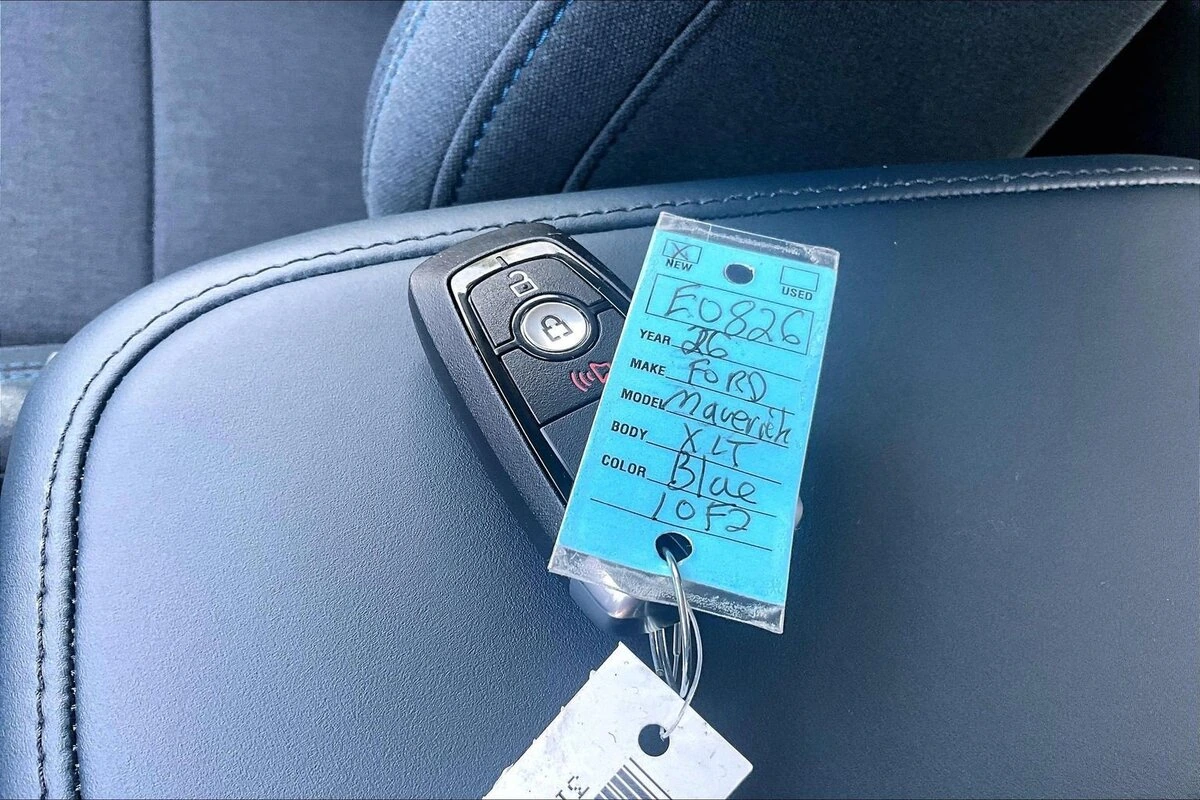 X
NEW USED
E0826
YEAR 26
MAKE FORD
MODEL Maverick
BODY XLT
COLOR Blue
1 OF 2